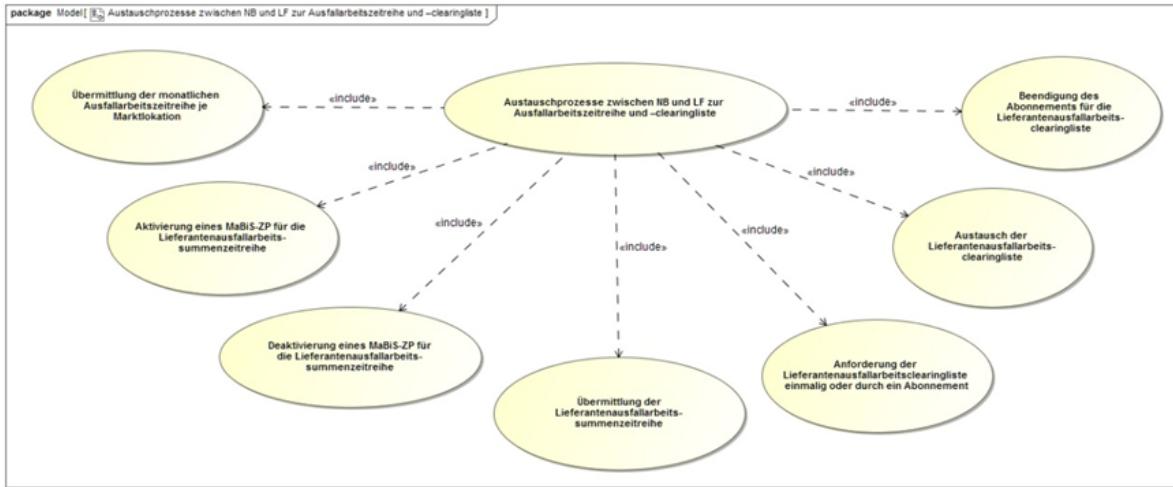 package Model[ Austauschprozesse zwischen NB und LF zur Ausfallarbeitszeitreihe und –clearingliste ]
Übermittlung der monatlichen
Ausfallarbeitszeitreihe je
Marktlokation
«include»
Austauschprozesse zwischen NB und LF zur
Ausfallarbeitszeitreihe und –clearingliste
«include»
Beendigung des
Abonnements für die
Lieferantenausfallarbeits-
clearingliste
«include»
Aktivierung eines MaBiS-ZP für die
Lieferantenausfallarbeits-
summenzeitreihe
«include»
Austausch der
Lieferantenausfallarbeits-
clearingliste
«include»
Deaktivierung eines MaBiS-ZP für
die Lieferantenausfallarbeits-
summenzeitreihe
«include»
Übermittlung der
Lieferantenausfallarbeits-
summenzeitreihe
«include»
Anforderung der
Lieferantenausfallarbeitsclearingliste
einmalig oder durch ein Abonnement